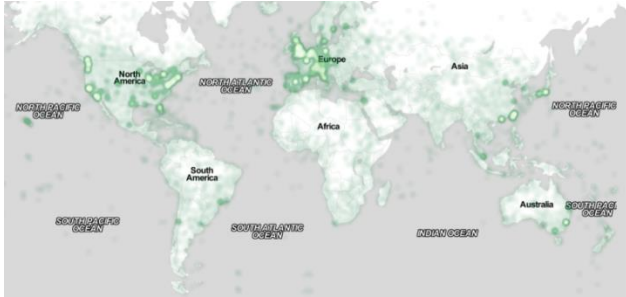 North
America
NORTH ATLANTIC
OCEAN
Europe
Asia
NORTH PACIFIC
OCEAN
NORTH PACIFIC
OCEAN
Africa
South
America
SOUTH PACIFIC
OCEAN
SOUTH ATLANTIC
OCEAN
INDIAN OCEAN
Australia
SOUTH PACI
OCEAN